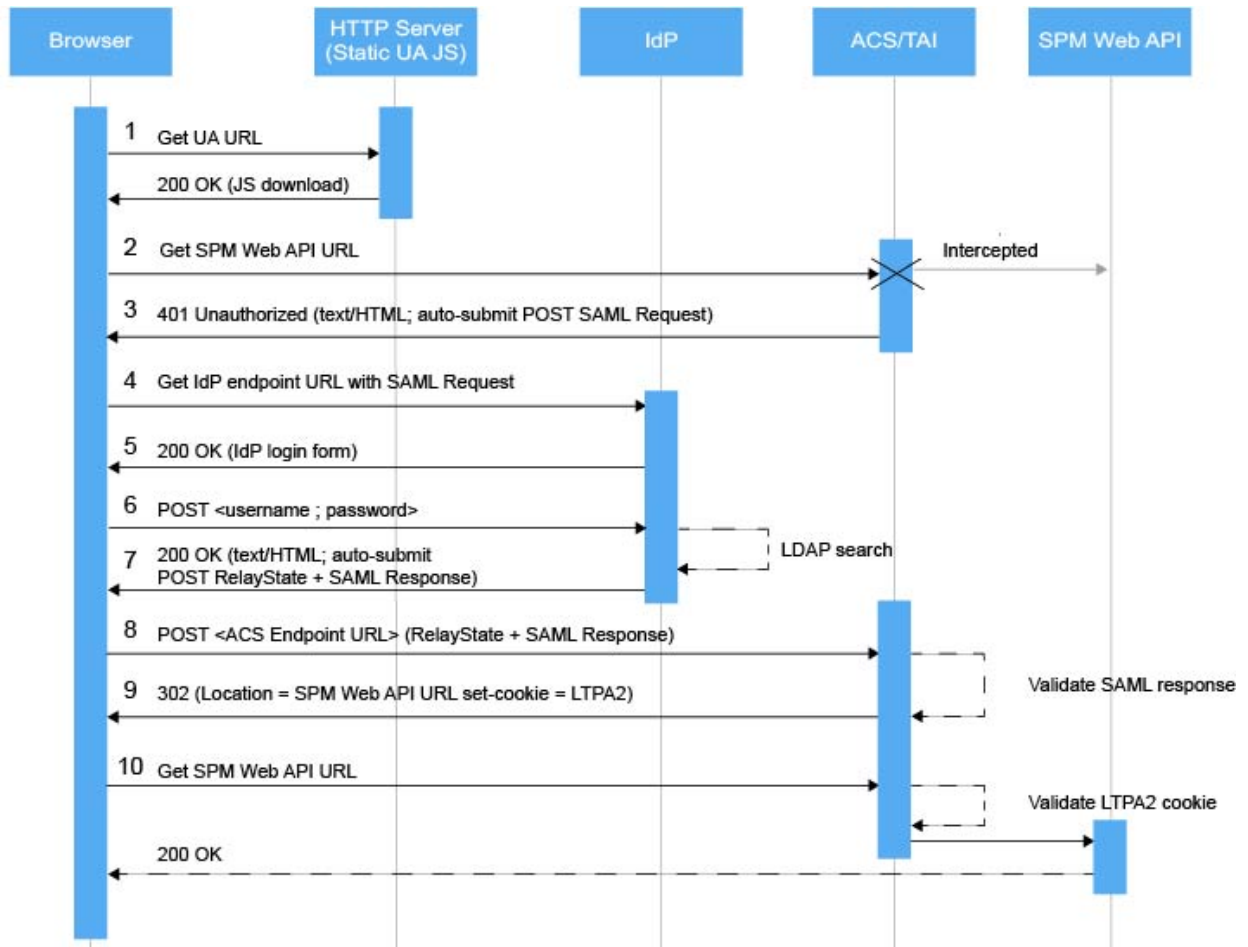 Browser
HTTP Server
(Static UA JS)
IdP
ACS/TAI
SPM Web API
1 Get UA URL
200 OK (JS download)
2 Get SPM Web API URL
Intercepted
3 401 Unauthorized (text/HTML; auto-submit POST SAML Request)
4 Get IdP endpoint URL with SAML Request
5 200 OK (IdP login form)
6 POST <username ; password>
LDAP search
7 200 OK (text/HTML; auto-submit
POST RelayState + SAML Response)
8 POST <ACS Endpoint URL> (RelayState + SAML Response)
Validate SAML response
9 302 (Location = SPM Web API URL set-cookie = LTPA2)
10 Get SPM Web API URL
Validate LTPA2 cookie
200 OK